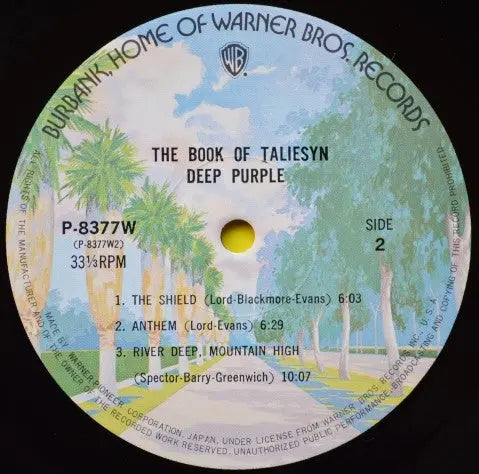 BURBANK, HOME OF WARNER BROS. RECORDS
WB
THE BOOK OF TALIESYN
DEEP PURPLE
P-8377W
(P-8377W2)
33⅓RPM
SIDE
2
1. THE SHIELD (Lord-Blackmore-Evans) 6:03
2. ANTHEM (Lord-Evans) 6:29
3. RIVER DEEP, MOUNTAIN HIGH
(Spector-Barry-Greenwich) 10:07
MADE BY WARNER-PIONEER CORPORATION, JAPAN, UNDER LICENSE FROM WARNER BROS. RECORDS INC., U.S.A.
ALL RIGHTS OF THE MANUFACTURER AND OF THE OWNER OF THE RECORDED WORK RESERVED. UNAUTHORIZED PUBLIC PERFORMANCE-BROADCASTING AND COPYING OF THIS RECORD PROHIBITED